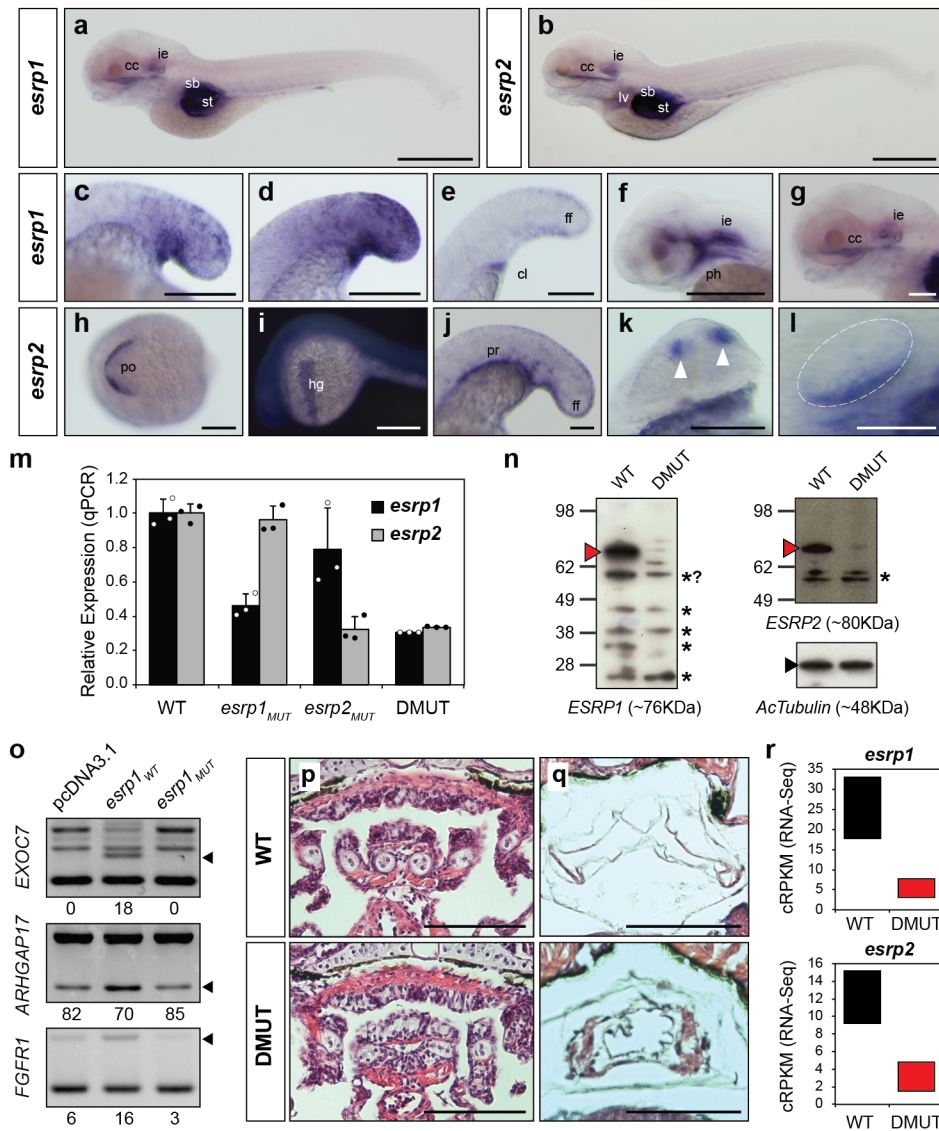 a
b
esrp1
esrp2
ie
cc
sb
st
ie
cc
lv
sb
st
esrp1
c
d
e
f
g
ff
cl
ie
ph
ie
cc
esrp2
h
i
j
k
l
po
hg
pr
ff
m
Relative Expression (qPCR)
1.2
1.0
0.8
0.6
0.4
0.2
0.0
esrp1
esrp2
WT
esrp1MUT
esrp2MUT
DMUT
n
WT
DMUT
98
62
49
38
28
*?
*
*
*
*
ESRP1 (~76KDa)
WT
DMUT
98
62
49
*
ESRP2 (~80KDa)
AcTubulin (~48KDa)
o
pcDNA3.1
esrp1WT
esrp1MUT
EXOC7
0 18 0
ARHGAP17
82 70 85
FGFR1
6 16 3
p
q
WT
DMUT
r
esrp1
cRPKM (RNA-Seq)
35
30
25
20
15
10
5
0
WT DMUT
esrp2
cRPKM (RNA-Seq)
16
14
12
10
8
6
4
2
0
WT DMUT